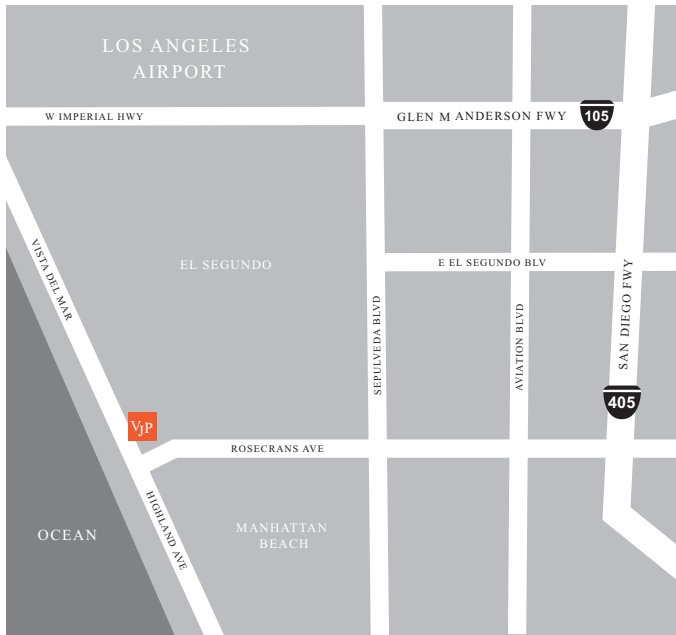 LOS ANGELES
AIRPORT
W IMPERIAL HWY
GLEN M ANDERSON FWY
105
VISTA DEL MAR
EL SEGUNDO
E EL SEGUNDO BLV
SEPULVEDA BLVD
AVIATION BLVD
SAN DIEGO FWY
405
VJP
ROSECRANS AVE
HIGHLAND AVE
OCEAN
MANHATTAN
BEACH